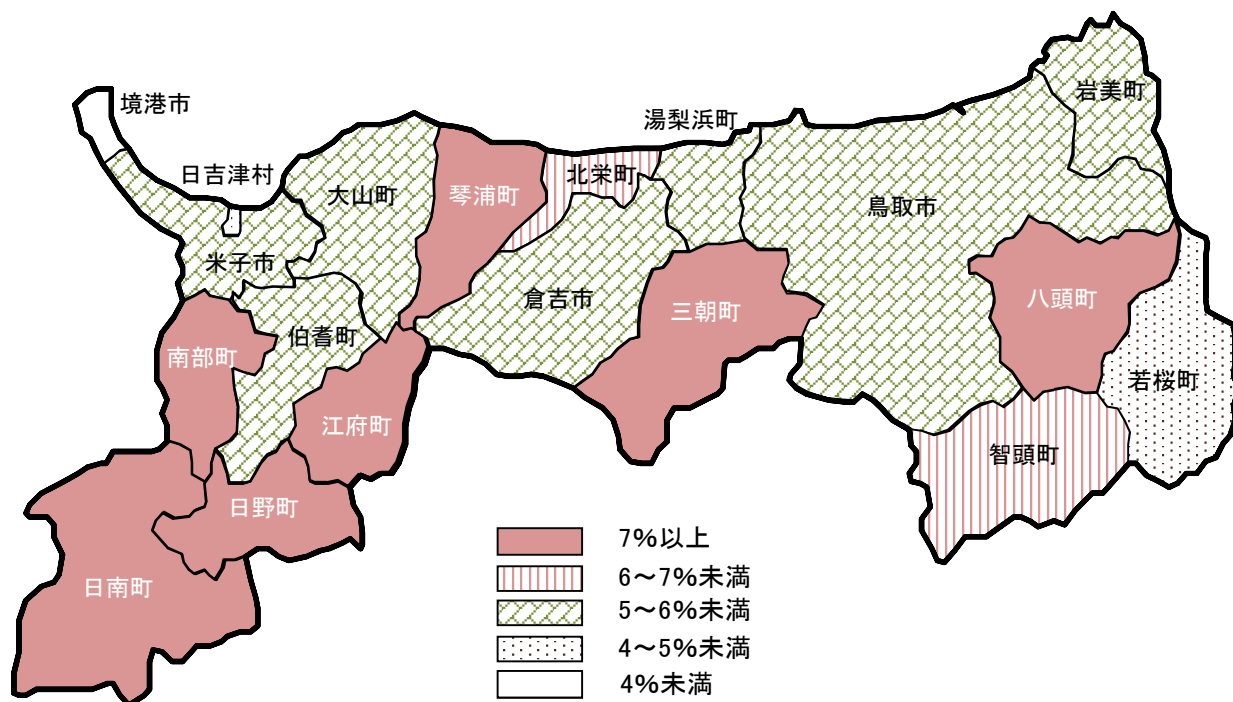 岩美町
境港市
湯梨浜町
日吉津村
北栄町
大山町
琴浦町
鳥取市
米子市
倉吉市
三朝町
八頭町
伯耆町
南部町
若桜町
江府町
智頭町
日野町
日南町
7%以上
6～7%未満
5～6%未満
4～5%未満
4%未満